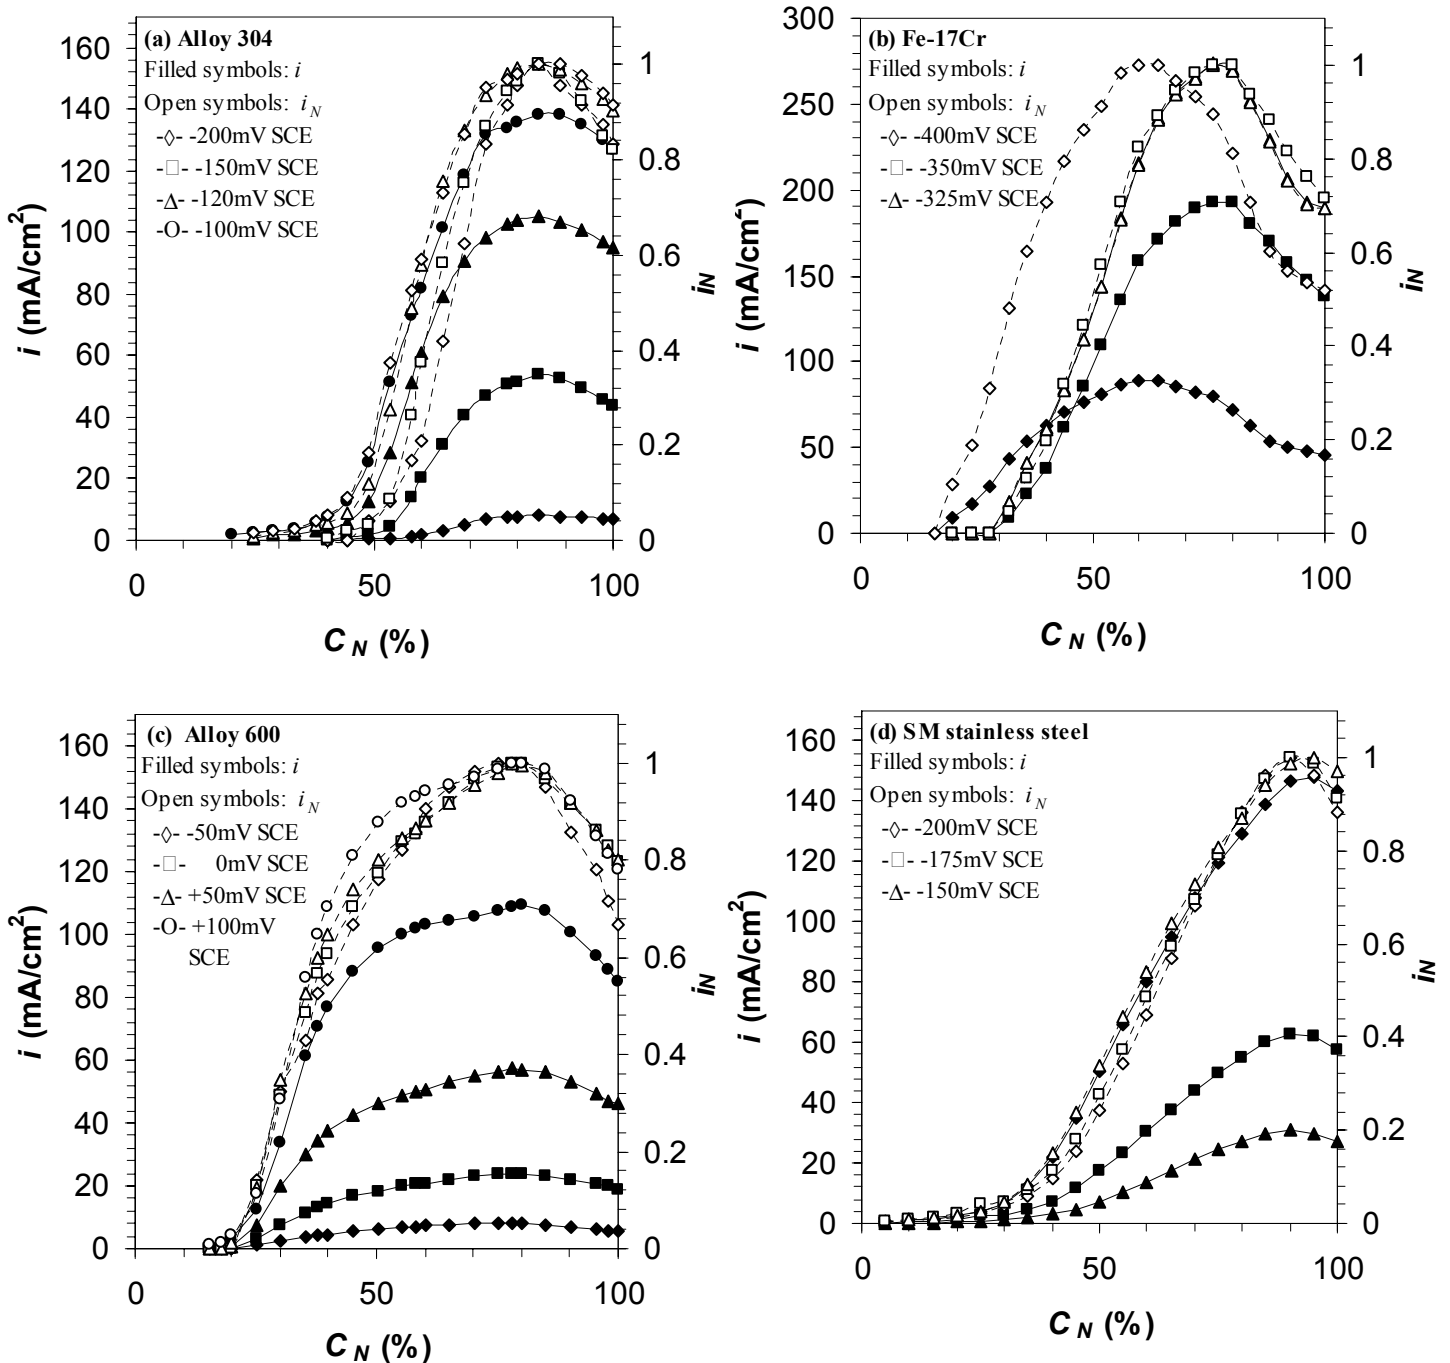 (a) Alloy 304
Filled symbols: i
Open symbols: i_N
-◇- -200mV SCE
-□- -150mV SCE
-△- -120mV SCE
-O- -100mV SCE
160
140
120
100
80
60
40
20
0
i (mA/cm²)
1
0.8
0.6
0.4
0.2
0
i_N
0
50
100
C_N (%)
(b) Fe-17Cr
Filled symbols: i
Open symbols: i_N
-◇- -400mV SCE
-□- -350mV SCE
-△- -325mV SCE
300
250
200
150
100
50
0
i (mA/cm²)
1
0.8
0.6
0.4
0.2
0
i_N
0
50
100
C_N (%)
(c) Alloy 600
Filled symbols: i
Open symbols: i_N
-◇- -50mV SCE
-□- 0mV SCE
-△- +50mV SCE
-O- +100mV
SCE
160
140
120
100
80
60
40
20
0
i (mA/cm²)
1
0.8
0.6
0.4
0.2
0
i_N
0
50
100
C_N (%)
(d) SM stainless steel
Filled symbols: i
Open symbols: i_N
-◇- -200mV SCE
-□- -175mV SCE
-△- -150mV SCE
160
140
120
100
80
60
40
20
0
i (mA/cm²)
1
0.8
0.6
0.4
0.2
0
i_N
0
50
100
C_N (%)